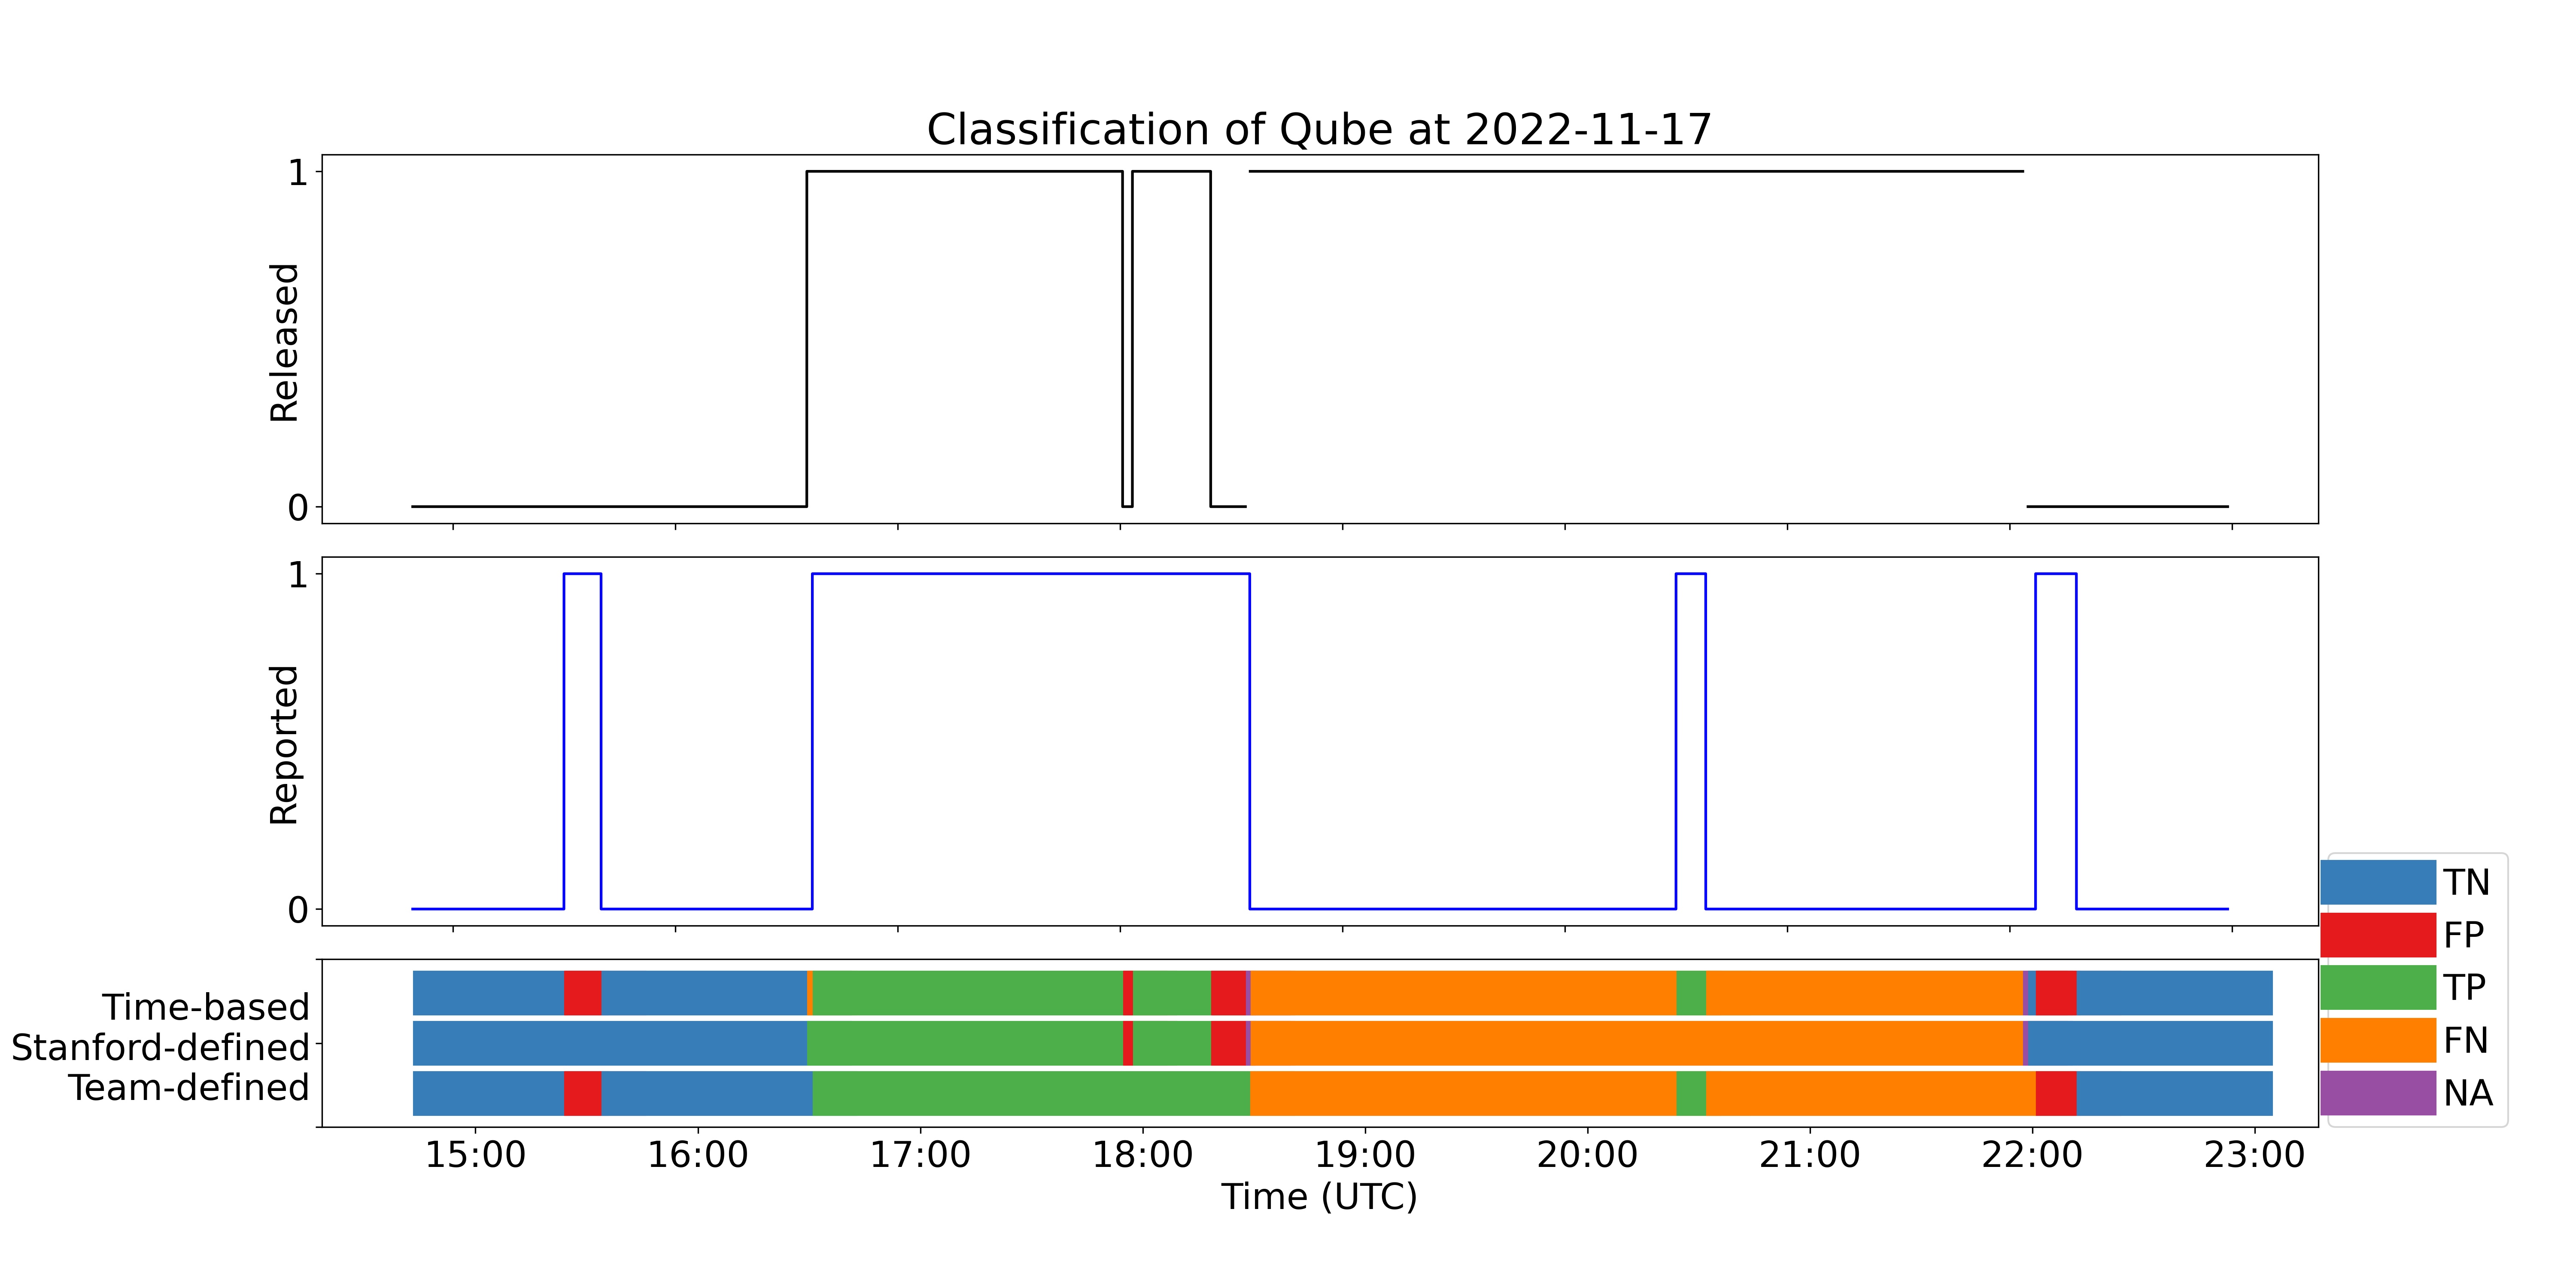 Classification of Qube at 2022-11-17
1
Released
0
1
Reported
0
TN
FP
TP
FN
NA
Time-based
Stanford-defined
Team-defined
15:00 16:00 17:00 18:00 19:00 20:00 21:00 22:00 23:00
Time (UTC)